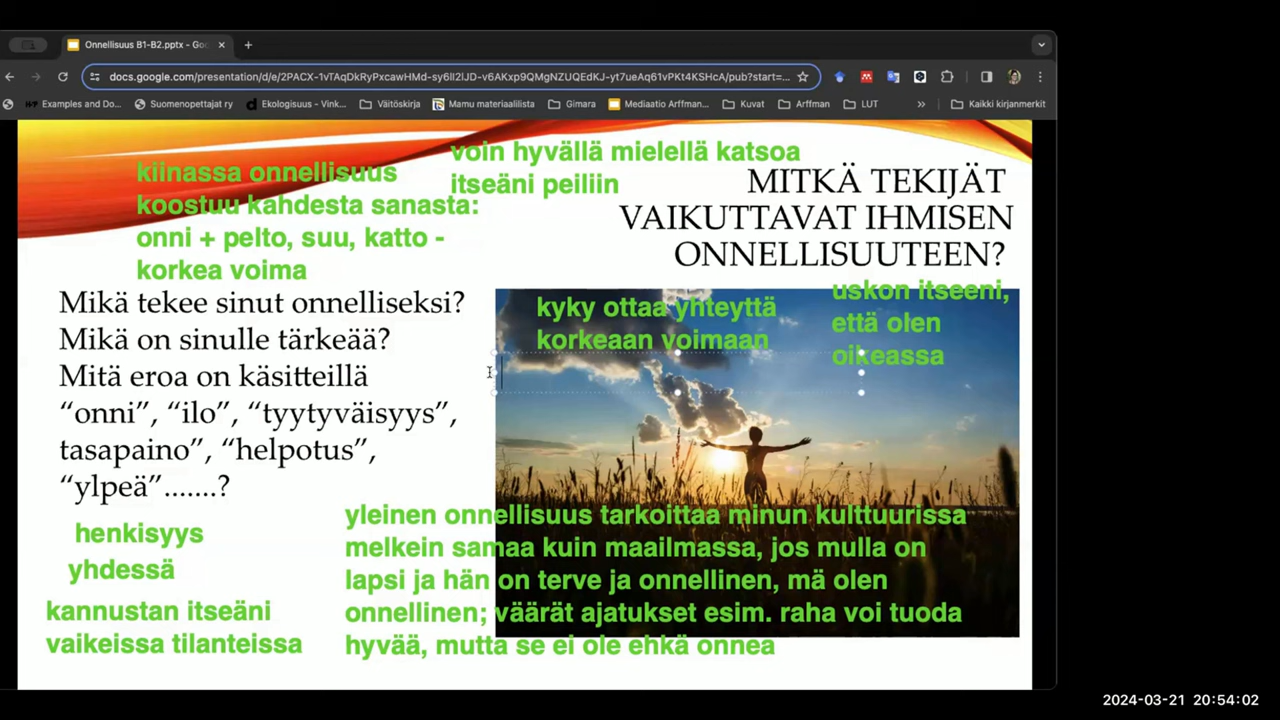 Onnellisuus B1-B2.pptx - Go
docs.google.com/presentation/d/e/2PACX-1vTAqDkRyPxcawHMd-sy6lI2lJD-v6AKxp9QMgNZUQEdKJ-yt7ueAq61vPKt4KSHcA/pub?start=...
Examples and Do... Suomenopettajat ry Ekologisuus - Vink... Väitöskirja Mamu materiaalilista Gimara Mediaatio Arffman... Kuvat Arffman LUT » Kaikki kirjanmerkit
voin hyvällä mielellä katsoa
itseäni peiliin
kiinassa onnellisuus
koostuu kahdesta sanasta:
onni + pelto, suu, katto -
korkea voima
MITKÄ TEKIJÄT
VAIKUTTAVAT IHMISEN
ONNELLISUUTEEN?
Mikä tekee sinut onnelliseksi?
Mikä on sinulle tärkeää?
Mitä eroa on käsitteillä
“onni”, “ilo”, “tyytyväisyys”,
tasapaino”, “helpotus”,
“ylpeä”.......?
kyky ottaa yhteyttä
korkeaan voimaan
uskon itseeni,
että olen
oikeassa
henkisyys
yhdessä
kannustan itseäni
vaikeissa tilanteissa
yleinen onnellisuus tarkoittaa minun kulttuurissa
melkein samaa kuin maailmassa, jos mulla on
lapsi ja hän on terve ja onnellinen, mä olen
onnellinen; väärät ajatukset esim. raha voi tuoda
hyvää, mutta se ei ole ehkä onnea
2024-03-21 20:54:02